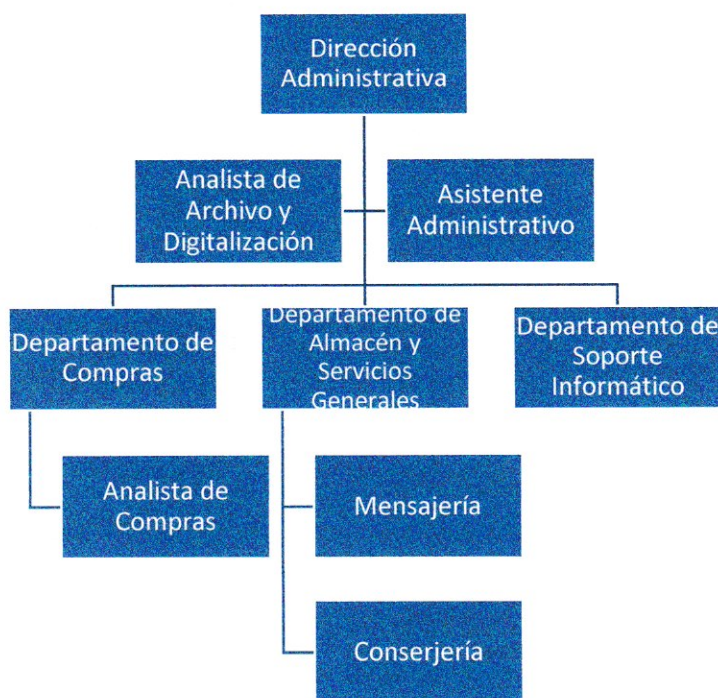 Dirección
Administrativa
Analista de
Archivo y
Digitalización
Asistente
Administrativo
Departamento de
Compras
Departamento de
Almacén y
Servicios
Generales
Departamento de
Soporte
Informático
Analista de
Compras
Mensajería
Conserjería